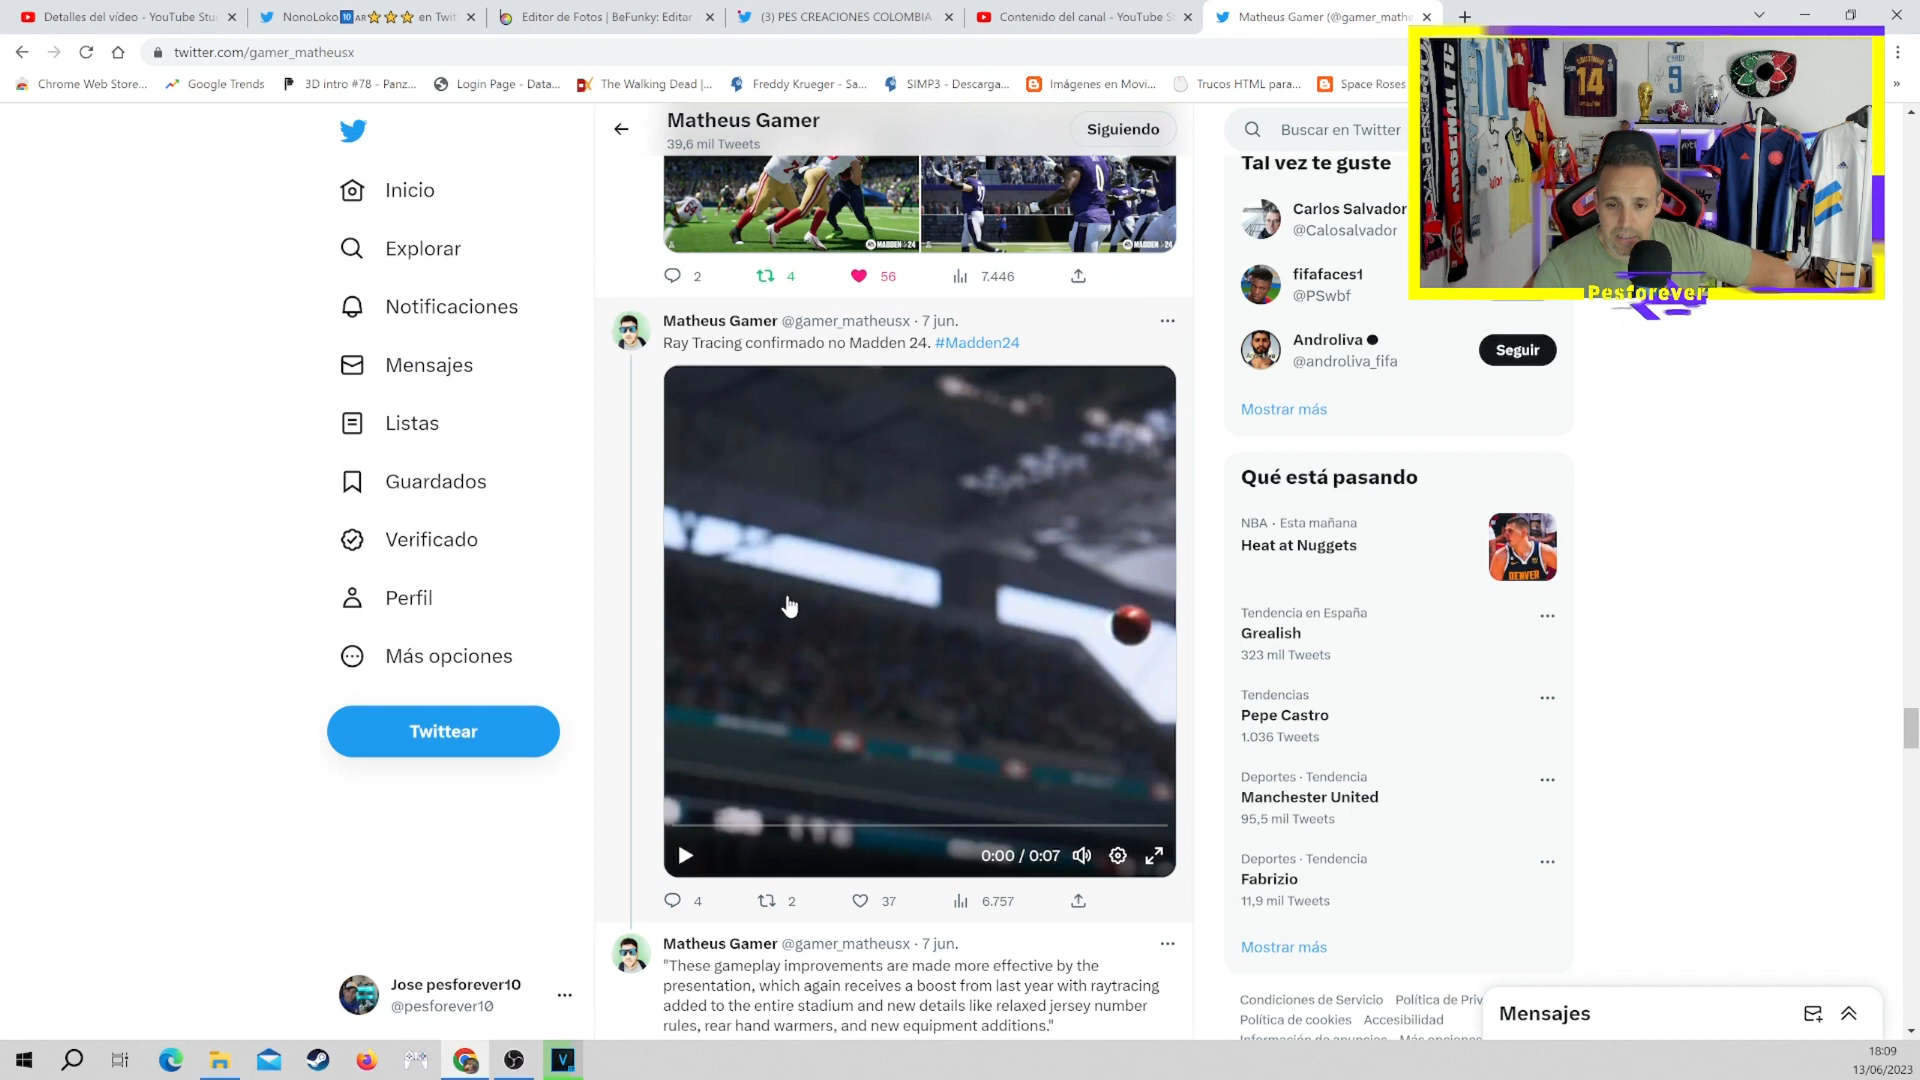 Detalles del vídeo - YouTube Stu
NonoLoko🔟AR⭐⭐⭐ en Twit
Editor de Fotos | BeFunky: Editar
(3) PES CREACIONES COLOMBIA
Contenido del canal - YouTube S
Matheus Gamer (@gamer_mathe
twitter.com/gamer_matheusx
Chrome Web Store...
Google Trends
3D intro #78 - Panz...
Login Page - Data...
The Walking Dead |...
Freddy Krueger - Sa...
SIMP3 - Descarga...
Imágenes en Movi...
Trucos HTML para...
Space Roses
Inicio
Explorar
Notificaciones
Mensajes
Listas
Guardados
Verificado
Perfil
Más opciones
Twittear
Jose pesforever10
@pesforever10
Matheus Gamer
39,6 mil Tweets
Siguiendo
MADDEN 24
MADDEN 24
2
4
56
7.446
Matheus Gamer @gamer_matheusx · 7 jun.
Ray Tracing confirmado no Madden 24. #Madden24
0:00 / 0:07
4
2
37
6.757
Matheus Gamer @gamer_matheusx · 7 jun.
"These gameplay improvements are made more effective by the
presentation, which again receives a boost from last year with raytracing
added to the entire stadium and new details like relaxed jersey number
rules, rear hand warmers, and new equipment additions."
Buscar en Twitter
Tal vez te guste
Carlos Salvador
@Calosalvador
fifafaces1
@PSwbf
Androliva
@androliva_fifa
Seguir
Mostrar más
Qué está pasando
NBA · Esta mañana
Heat at Nuggets
DENVER
Tendencia en España
Grealish
323 mil Tweets
Tendencias
Pepe Castro
1.036 Tweets
Deportes · Tendencia
Manchester United
95,5 mil Tweets
Deportes · Tendencia
Fabrizio
11,9 mil Tweets
Mostrar más
Condiciones de Servicio Política de Priv
Política de cookies Accesibilidad
Mensajes
14
9
Pesforever
18:09
13/06/2023